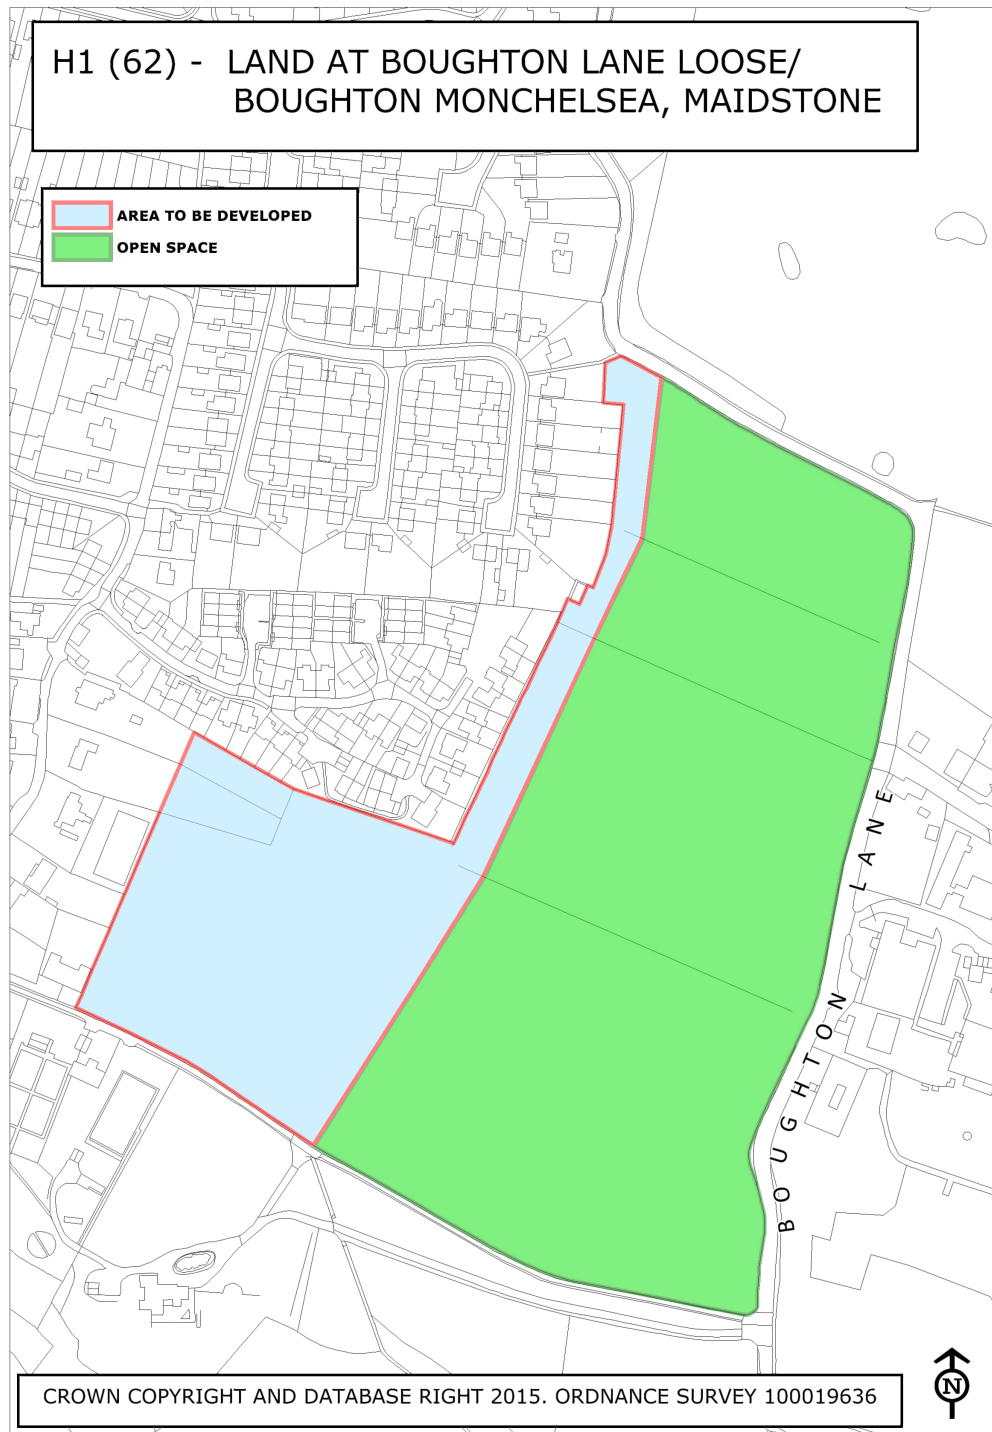 H1 (62) - LAND AT BOUGHTON LANE LOOSE/
BOUGHTON MONCHELSEA, MAIDSTONE
AREA TO BE DEVELOPED
OPEN SPACE
BOUGHTON LANE
CROWN COPYRIGHT AND DATABASE RIGHT 2015. ORDNANCE SURVEY 100019636
N